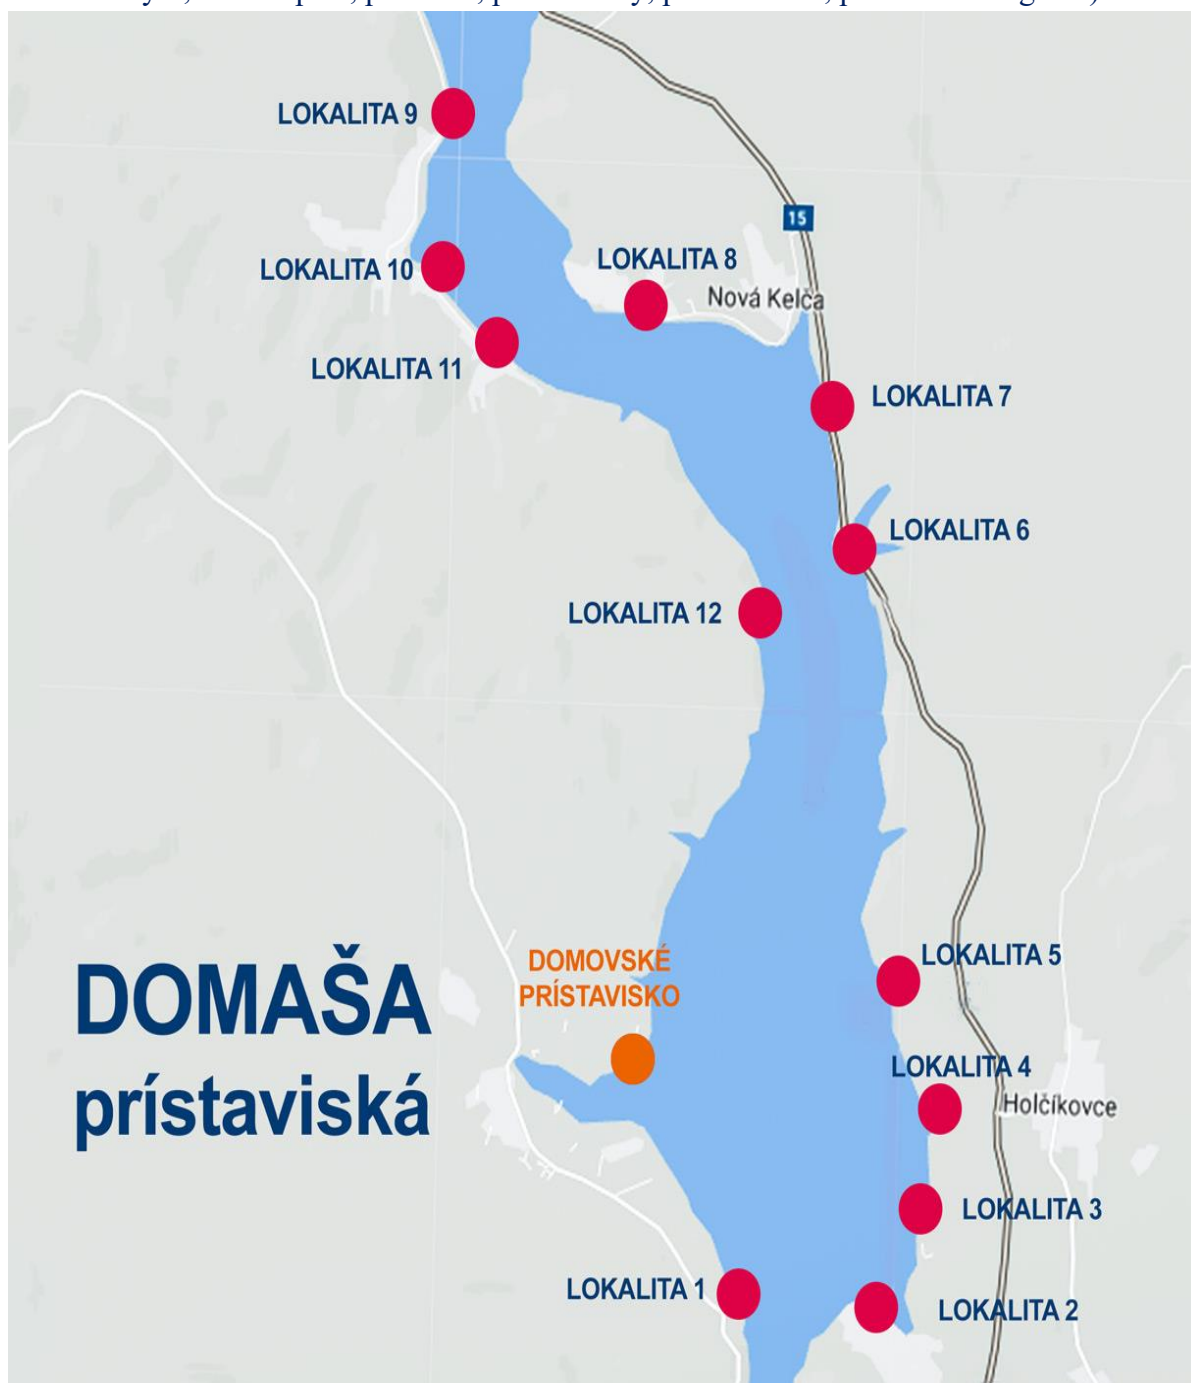 LOKALITA 9
15
LOKALITA 8
LOKALITA 10
Nová Kelča
LOKALITA 11
LOKALITA 7
LOKALITA 6
LOKALITA 12
DOMOVSKÉ
PRÍSTAVISKO
LOKALITA 5
DOMAŠA
prístaviská
LOKALITA 4
Holčíkovce
LOKALITA 3
LOKALITA 1
LOKALITA 2